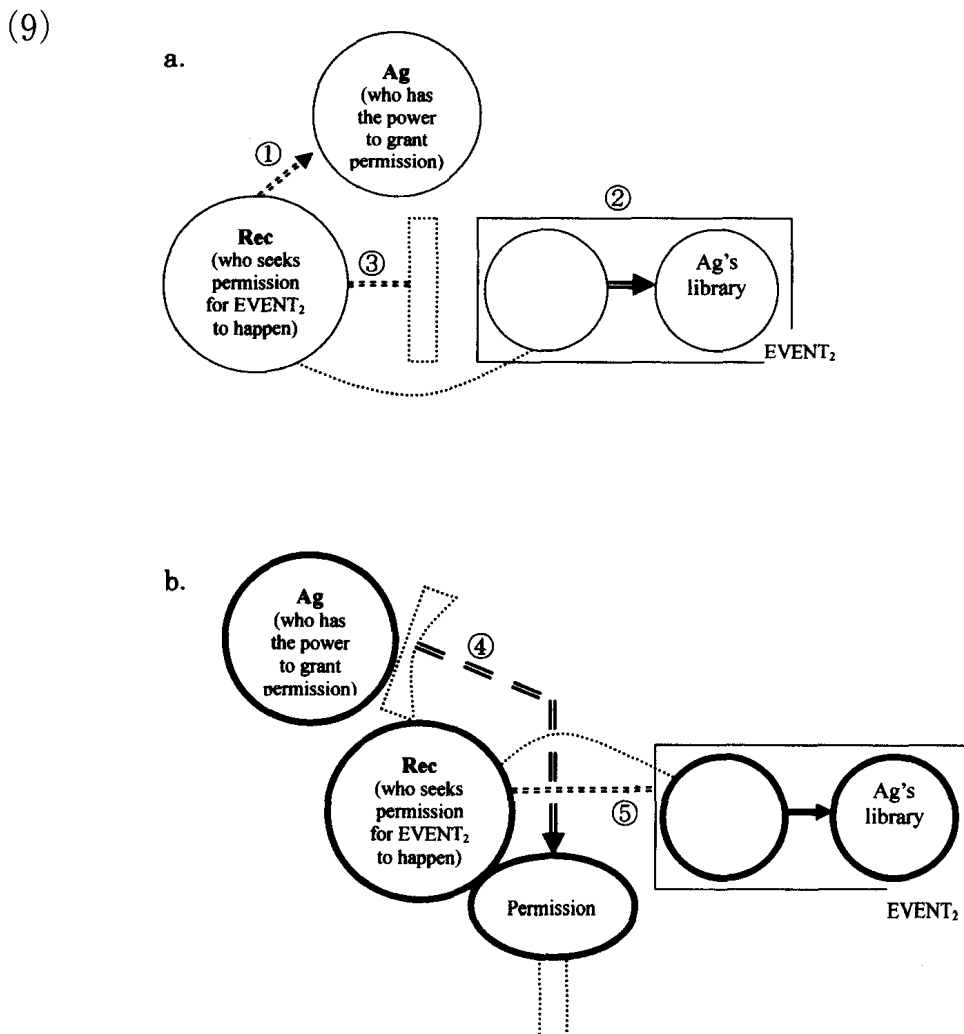 (9)
a.
Ag
(who has
the power
to grant
permission)
①
②
Rec
(who seeks
permission
for EVENT₂
to happen)
③
Ag's
library
EVENT₂
b.
Ag
(who has
the power
to grant
permission)
④
Rec
(who seeks
permission
for EVENT₂
to happen)
⑤
Ag's
library
Permission
EVENT₂